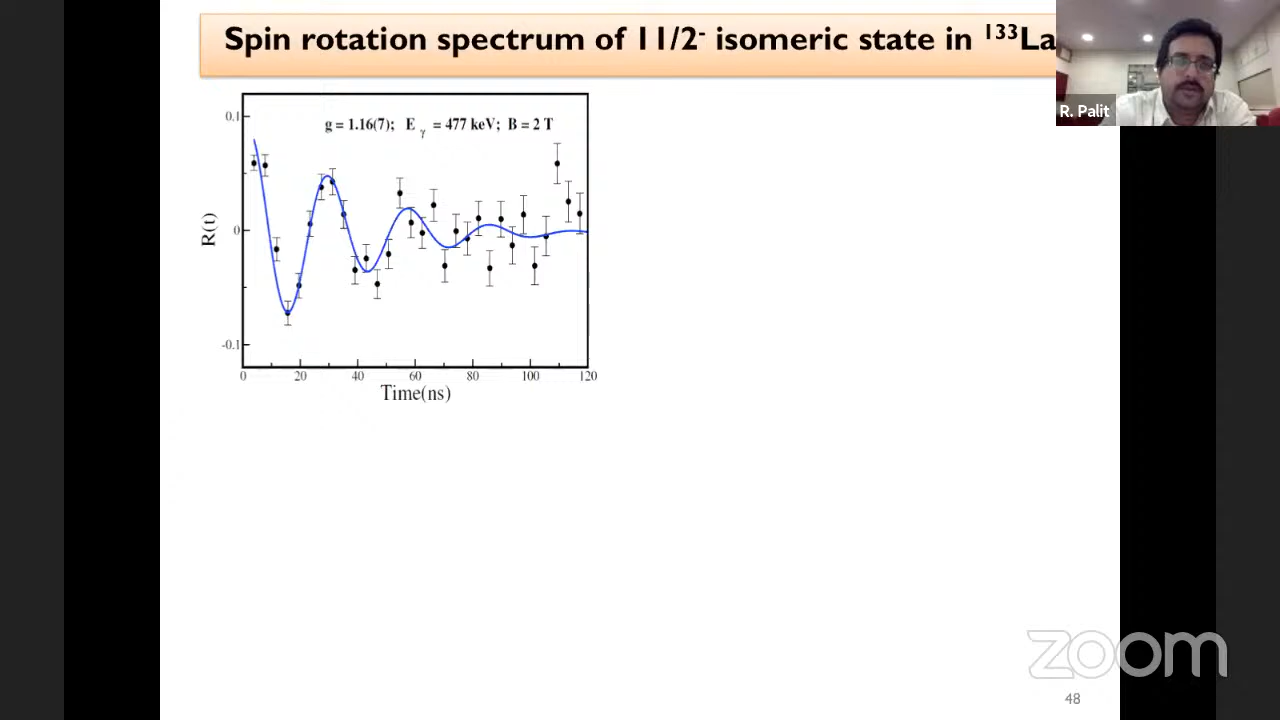 Spin rotation spectrum of 11/2⁻ isomeric state in ¹³³La
R. Palit
g = 1.16(7); E γ = 477 keV; B = 2 T
0.1
0
-0.1
R(t)
0 20 40 60 80 100 120
Time(ns)
zoom
48